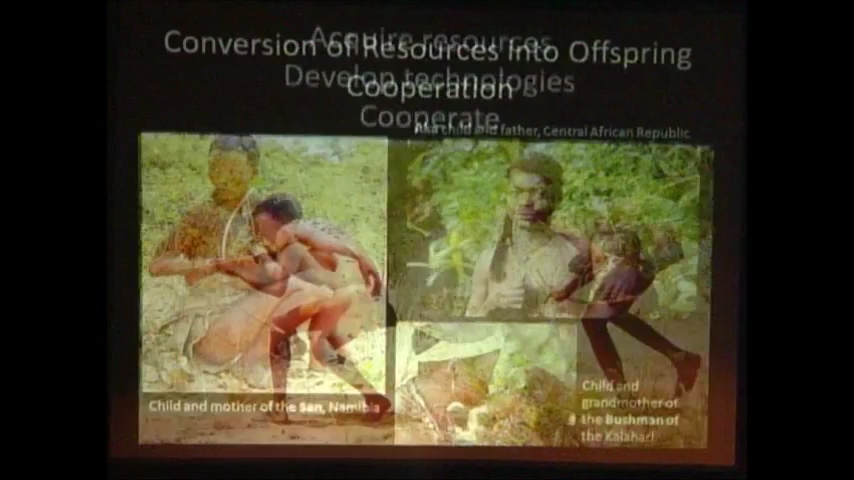 Acquire resources
Conversion of Resources into Offspring
Develop technologies
Cooperation
Cooperate
Aka child and father, Central African Republic
Child and mother of the San, Namibia
Child and
grandmother of
the Bushman of
the Kalahari